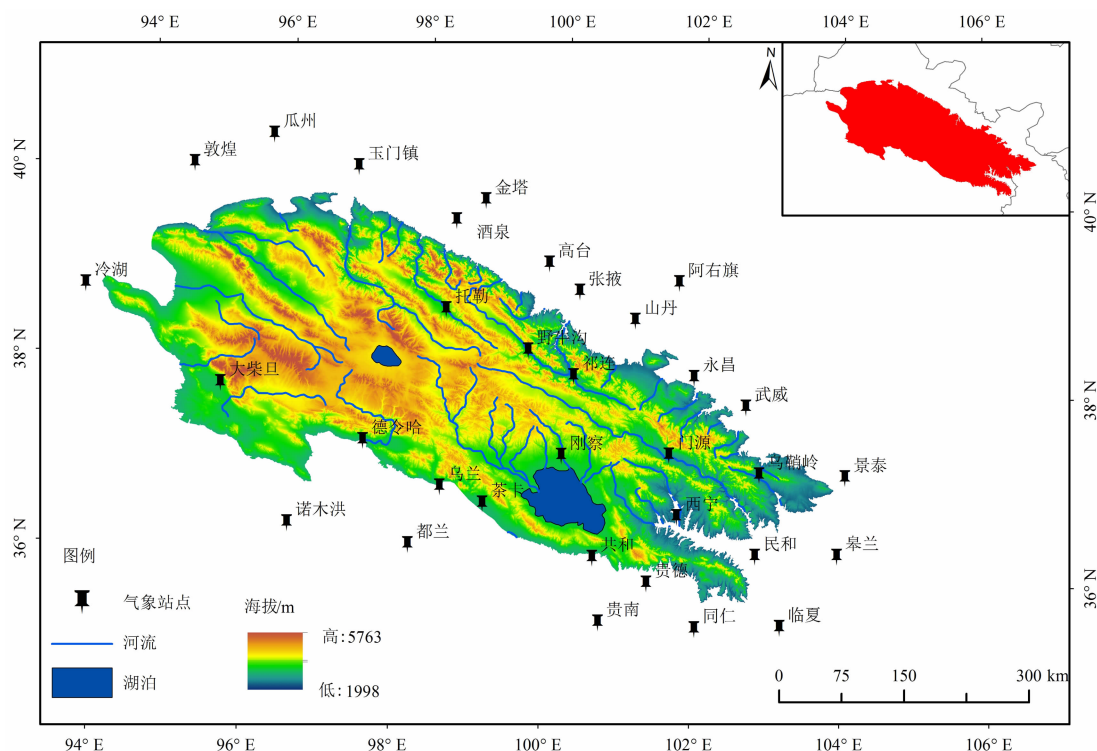 94° E 96° E 98° E 100° E 102° E 104° E 106° E
N
瓜州
敦煌
玉门镇
40° N
金塔
酒泉
40° N
高台
冷湖
张掖
阿右旗
托勒
山丹
野牛沟
38° N
祁连
大柴旦
永昌
武威
38° N
德令哈
刚察
门源
马鞘岭
景泰
乌兰
茶卡
诺木洪
西宁
都兰
36° N
共和
民和
皋兰
贵德
36° N
贵南
同仁
临夏
图例
气象站点
河流
湖泊
海拔/m
高:5763
低:1998
0 75 150 300 km
94° E 96° E 98° E 100° E 102° E 104° E 106° E